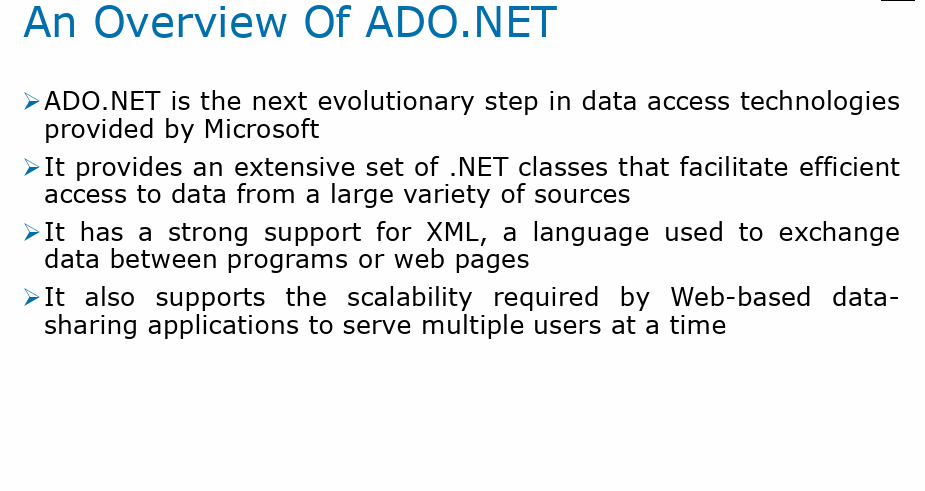 An Overview Of ADO.NET
➢ADO.NET is the next evolutionary step in data access technologies
provided by Microsoft
➢It provides an extensive set of .NET classes that facilitate efficient
access to data from a large variety of sources
➢It has a strong support for XML, a language used to exchange
data between programs or web pages
➢It also supports the scalability required by Web-based data-
sharing applications to serve multiple users at a time